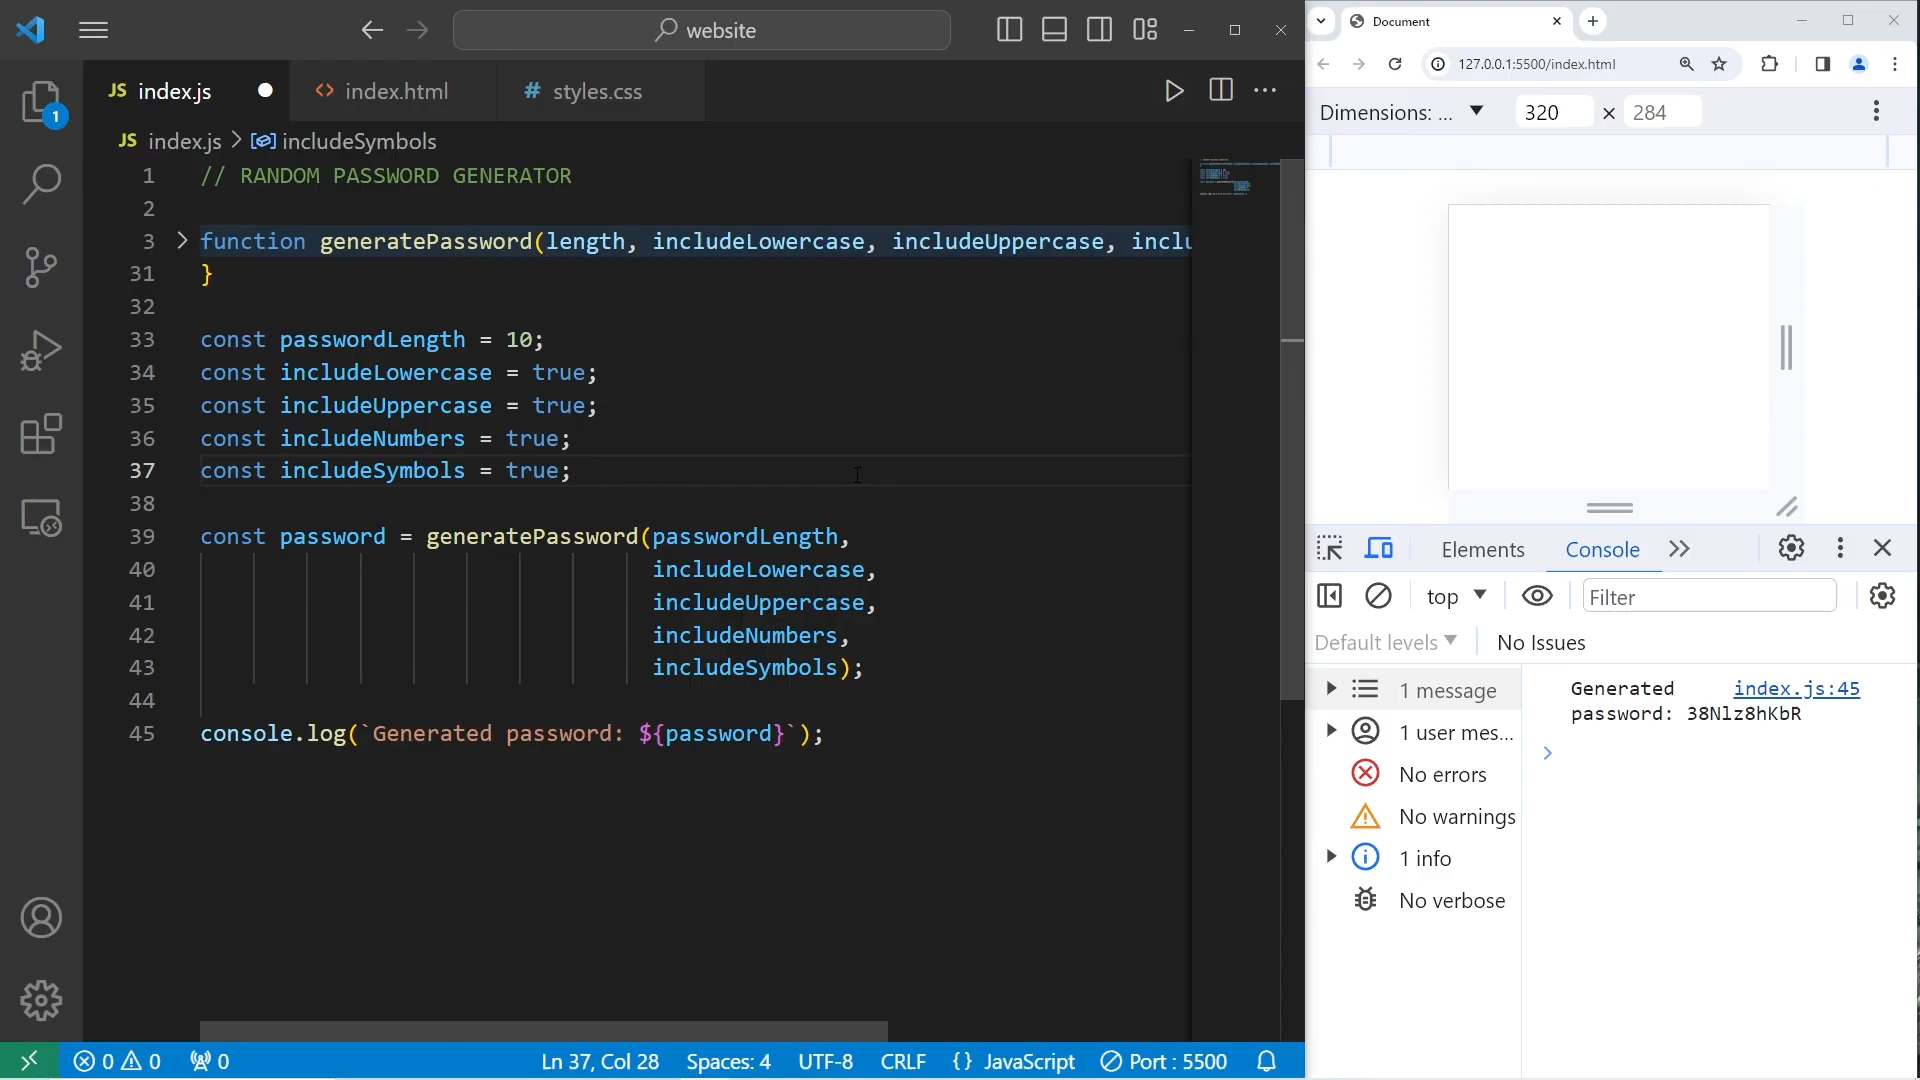 website
JS index.js
<> index.html
# styles.css
JS index.js > includeSymbols
1 // RANDOM PASSWORD GENERATOR
2
3 function generatePassword(length, includeLowercase, includeUppercase, inclu
31 }
32
33 const passwordLength = 10;
34 const includeLowercase = true;
35 const includeUppercase = true;
36 const includeNumbers = true;
37 const includeSymbols = true;
38
39 const password = generatePassword(passwordLength,
40 includeLowercase,
41 includeUppercase,
42 includeNumbers,
43 includeSymbols);
44
45 console.log(`Generated password: ${password}`);
1
0 0 0
Ln 37, Col 28
Spaces: 4
UTF-8
CRLF
{ } JavaScript
Port : 5500
Document
127.0.0.1:5500/index.html
Dimensions: ... 320 × 284
Elements Console
top Filter
Default levels No Issues
1 message
1 user mes...
No errors
No warnings
1 info
No verbose
Generated index.js:45
password: 38Nlz8hKbR